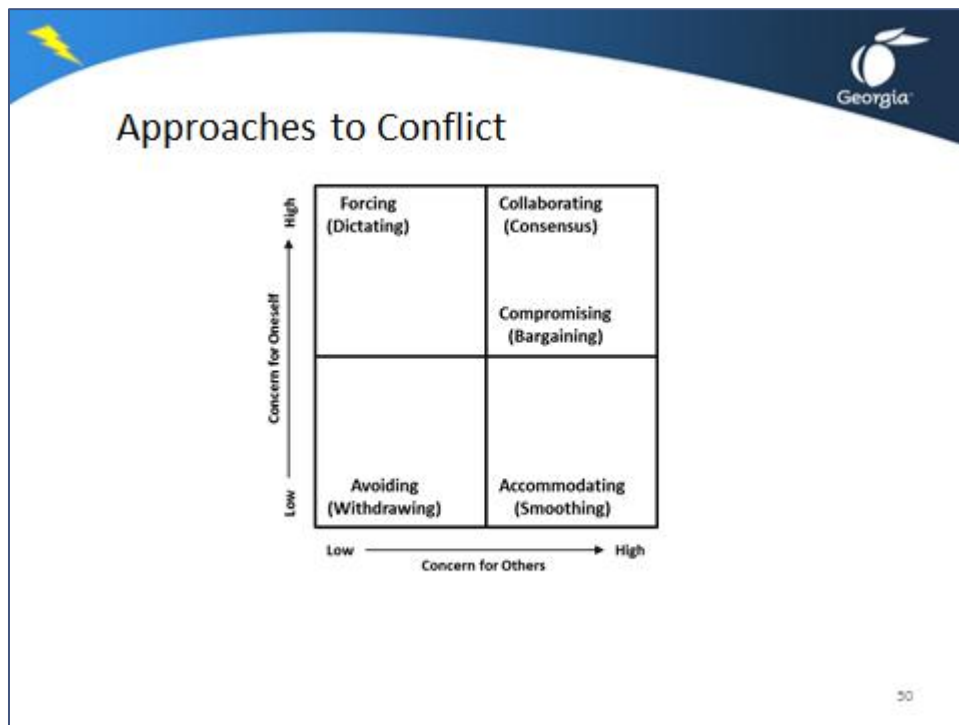 Georgia
Approaches to Conflict
High
Concern for Oneself
Low
Forcing
(Dictating)
Collaborating
(Consensus)
Compromising
(Bargaining)
Avoiding
(Withdrawing)
Accommodating
(Smoothing)
Low
High
Concern for Others
50